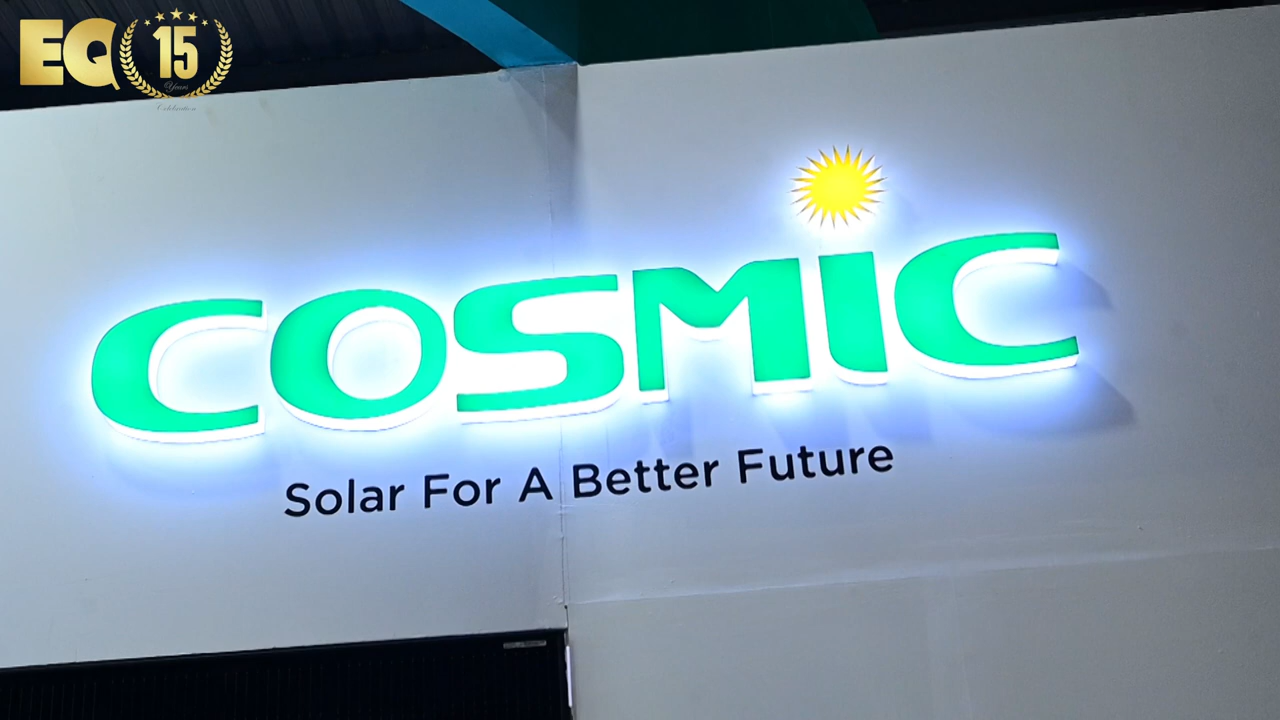 EQ 15
Years
Celebration
COSMIC
Solar For A Better Future